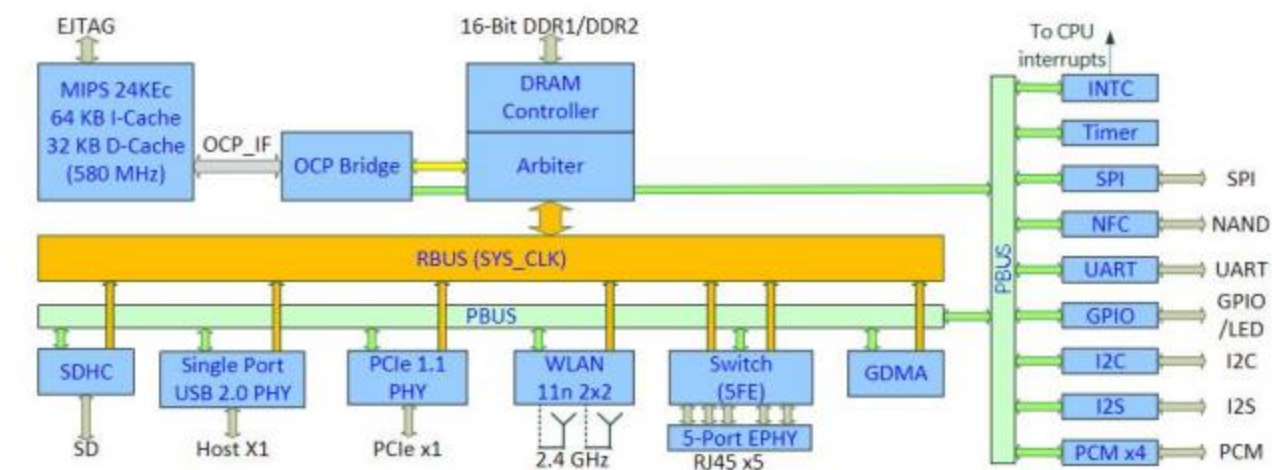 EJTAG
16-Bit DDR1/DDR2
To CPU
interrupts
MIPS 24KEc
64 KB I-Cache
32 KB D-Cache
(580 MHz)
OCP_IF
OCP Bridge
DRAM
Controller
Arbiter
RBUS (SYS_CLK)
PBUS
SDHC
Single Port
USB 2.0 PHY
PCIe 1.1
PHY
WLAN
11n 2x2
Switch
(5FE)
GDMA
5-Port EPHY
SD
Host X1
PCIe x1
2.4 GHz
RJ45 x5
PBUS
INTC
Timer
SPI
SPI
NFC
NAND
UART
UART
GPIO
GPIO
/LED
I2C
I2C
I2S
I2S
PCM x4
PCM